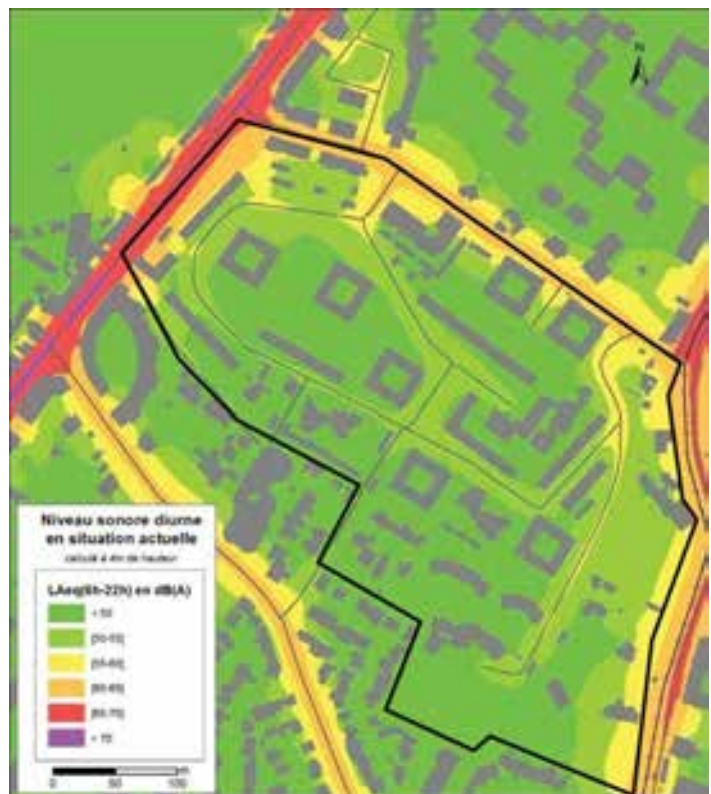 N
Niveau sonore diurne
en situation actuelle
calculé à 4m de hauteur
LAeq(6h-22h) en dB(A)
< 50
[50-55]
[55-60]
[60-65]
[65-70]
m
0 50 100